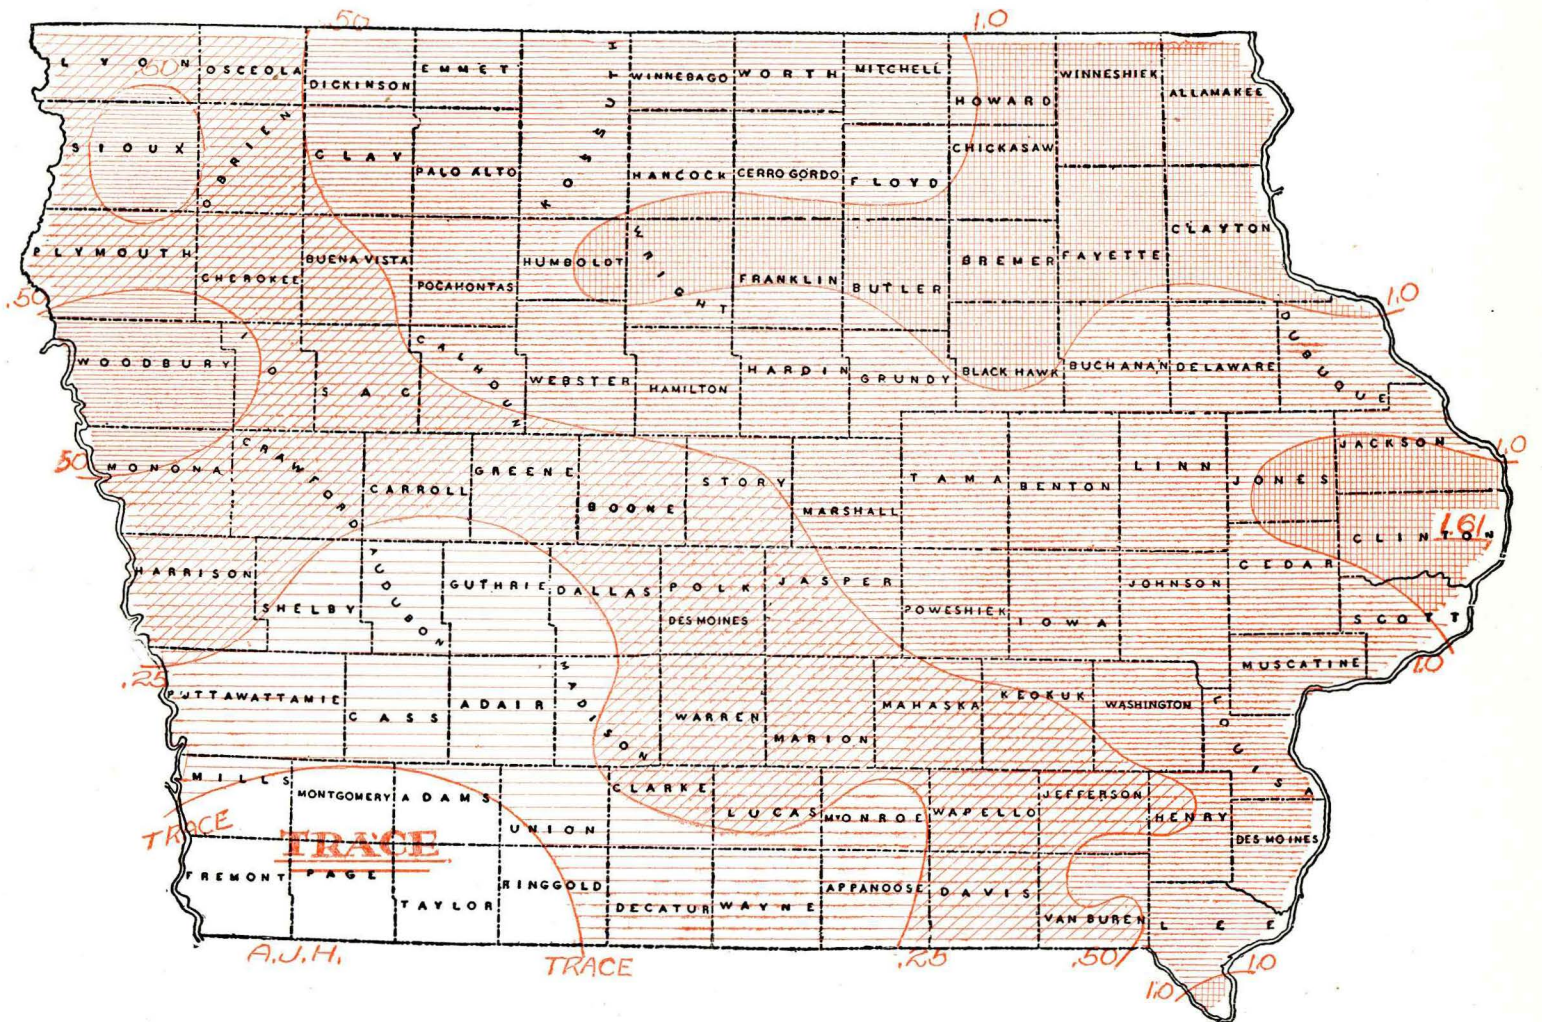 .50 1.0
LYON OSCEOLA DICKINSON EMMET KOSSUTH WINNEBAGO WORTH MITCHELL HOWARD WINNESHIEK ALLAMAKEE
.50
SIOUX OBRIEN CLAY PALO ALTO HANCOCK CERRO GORDO FLOYD CHICKASAW
PLYMOUTH CHEROKEE BUENA VISTA POCAHONTAS HUMBOLDT WRIGHT FRANKLIN BUTLER BREMER FAYETTE CLAYTON
.50 1.0
WOODBURY IDA SAC CALHOUN WEBSTER HAMILTON HARDIN GRUNDY BLACK HAWK BUCHANAN DELAWARE DUBUQUE
50 MONONA CRAWFORD CARROLL GREENE BOONE STORY MARSHALL TAMA BENTON LINN JONES JACKSON 1.0
CLINTON 1.61
HARRISON SHELBY AUDUBON GUTHRIE DALLAS POLK JASPER POWESHIEK IOWA JOHNSON CEDAR SCOTT
DES MOINES
MUSCATINE 1.0
.25
POTTAWATTAMIE CASS ADAIR MADISON WARREN MARION MAHASKA KEOKUK WASHINGTON LOUISA
MILLS MONTGOMERY ADAMS UNION CLARKE LUCAS MONROE WAPELLO JEFFERSON HENRY DES MOINES
TRACE TRACE
FREMONT PAGE TAYLOR RINGGOLD DECATUR WAYNE APPANOOSE DAVIS VAN BUREN LEE
A.J.H. TRACE .25 .50 1.0
1.0